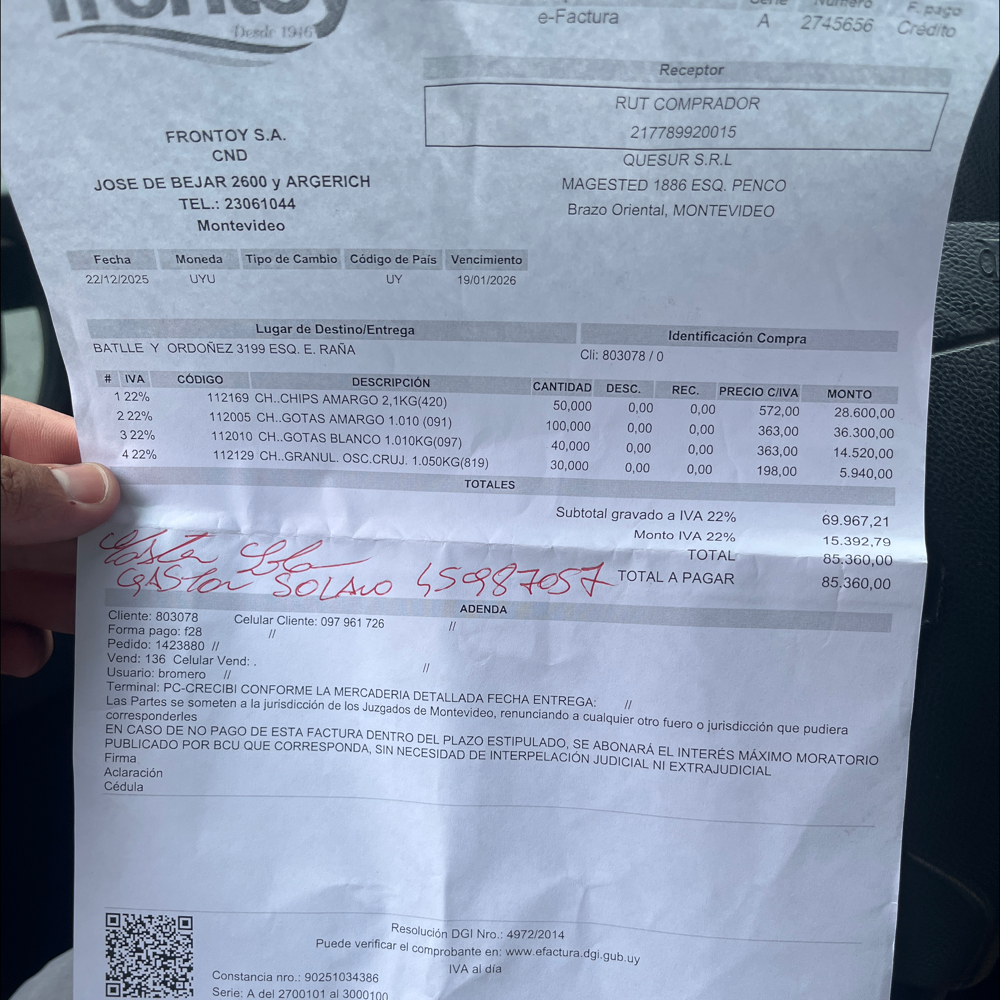 frontoy
Desde 1946
e-Factura
Serie Número F.pago
A 2745656 Crédito
Receptor
RUT COMPRADOR
217789920015
QUESUR S.R.L
MAGESTED 1886 ESQ. PENCO
Brazo Oriental, MONTEVIDEO
FRONTOY S.A.
CND
JOSE DE BEJAR 2600 y ARGERICH
TEL.: 23061044
Montevideo
Fecha Moneda Tipo de Cambio Código de País Vencimiento
22/12/2025 UYU UY 19/01/2026
Lugar de Destino/Entrega Identificación Compra
BATLLE Y ORDOÑEZ 3199 ESQ. E. RAÑA Cli: 803078 / 0
# IVA CÓDIGO DESCRIPCIÓN CANTIDAD DESC. REC. PRECIO C/IVA MONTO
1 22% 112169 CH..CHIPS AMARGO 2,1KG(420) 50,000 0,00 0,00 572,00 28.600,00
2 22% 112005 CH..GOTAS AMARGO 1.010 (091) 100,000 0,00 0,00 363,00 36.300,00
3 22% 112010 CH..GOTAS BLANCO 1.010KG(097) 40,000 0,00 0,00 363,00 14.520,00
4 22% 112129 CH..GRANUL. OSC.CRUJ. 1.050KG(819) 30,000 0,00 0,00 198,00 5.940,00
TOTALES
Subtotal gravado a IVA 22% 69.967,21
Monto IVA 22% 15.392,79
TOTAL 85.360,00
TOTAL A PAGAR 85.360,00
GASTON SOLANO 45987057
ADENDA
Cliente: 803078 Celular Cliente: 097 961 726 //
Forma pago: f28 //
Pedido: 1423880 //
Vend: 136 Celular Vend: . //
Usuario: bromero //
Terminal: PC-CRECIBI CONFORME LA MERCADERIA DETALLADA FECHA ENTREGA: //
Las Partes se someten a la jurisdicción de los Juzgados de Montevideo, renunciando a cualquier otro fuero o jurisdicción que pudiera
corresponderles
EN CASO DE NO PAGO DE ESTA FACTURA DENTRO DEL PLAZO ESTIPULADO, SE ABONARÁ EL INTERÉS MÁXIMO MORATORIO
PUBLICADO POR BCU QUE CORRESPONDA, SIN NECESIDAD DE INTERPELACIÓN JUDICIAL NI EXTRAJUDICIAL
Firma
Aclaración
Cédula
Resolución DGI Nro.: 4972/2014
Puede verificar el comprobante en: www.efactura.dgi.gub.uy
IVA al día
Constancia nro.: 90251034386
Serie: A del 2700101 al 3000100